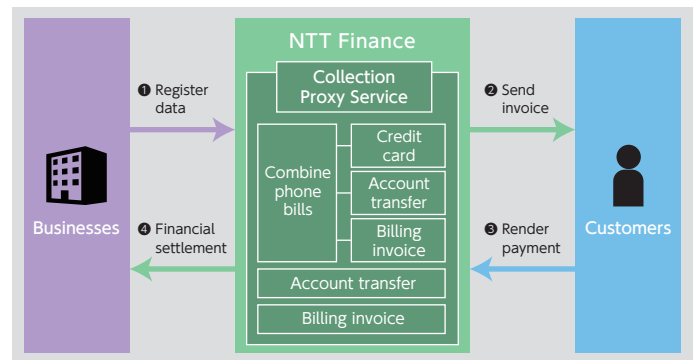 NTT Finance
Collection
Proxy Service
❶ Register
data
❷ Send
invoice
Credit
card
Combine
phone
bills
Account
transfer
Billing
invoice
Businesses
Customers
❹ Financial
settlement
❸ Render
payment
Account transfer
Billing invoice